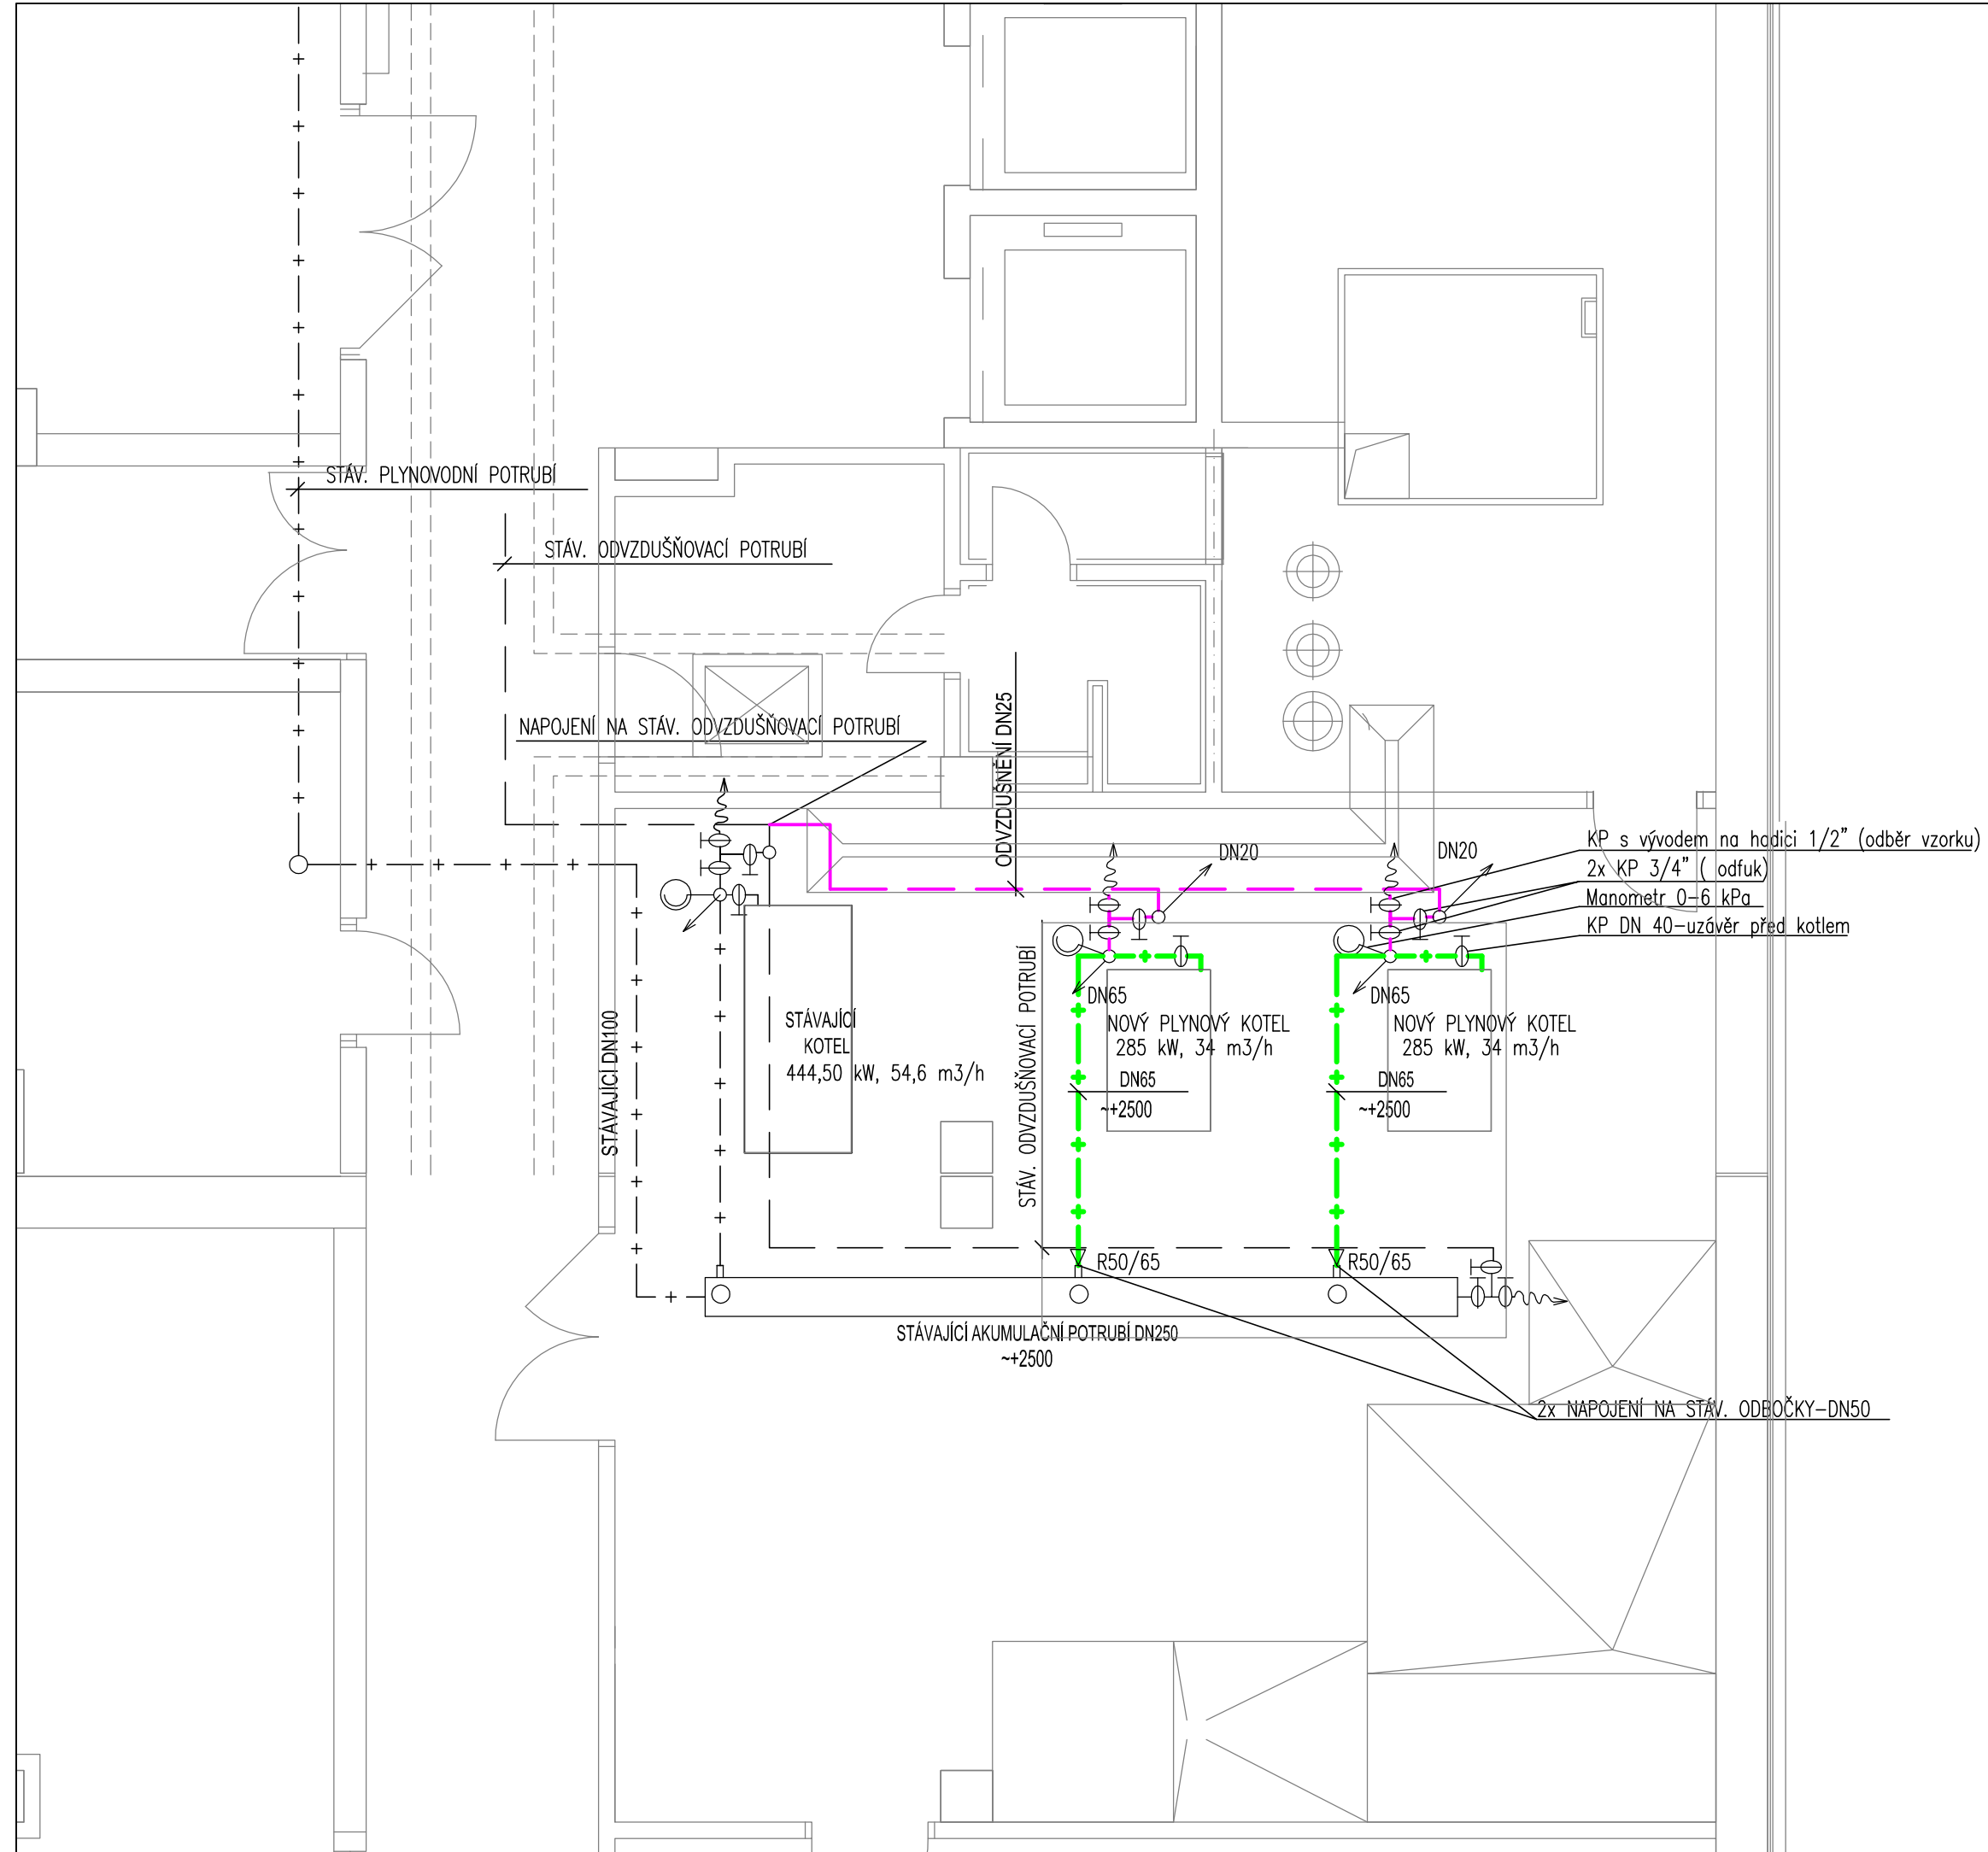 STÁV. PLYNOVODNÍ POTRUBÍ
STÁV. ODVZDUŠŇOVACÍ POTRUBÍ
NAPOJENÍ NA STÁV. ODVZDUŠŇOVACÍ POTRUBÍ
ODVZDUŠNĚNÍ DN25
KP s vývodem na hadici 1/2" (odběr vzorku)
DN20
DN20
2x KP 3/4" ( odfuk)
Manometr 0-6 kPa
KP DN 40-uzávěr před kotlem
DN65
DN65
STÁVAJÍCÍ
KOTEL
444,50 kW, 54,6 m3/h
NOVÝ PLYNOVÝ KOTEL
285 kW, 34 m3/h
NOVÝ PLYNOVÝ KOTEL
285 kW, 34 m3/h
STÁVAJÍCÍ DN100
STÁV. ODVZDUŠŇOVACÍ POTRUBÍ
DN65
~+2500
DN65
~+2500
R50/65
R50/65
STÁVAJÍCÍ AKUMULAČNÍ POTRUBÍ DN250
~+2500
2x NAPOJENÍ NA STÁV. ODBOČKY-DN50